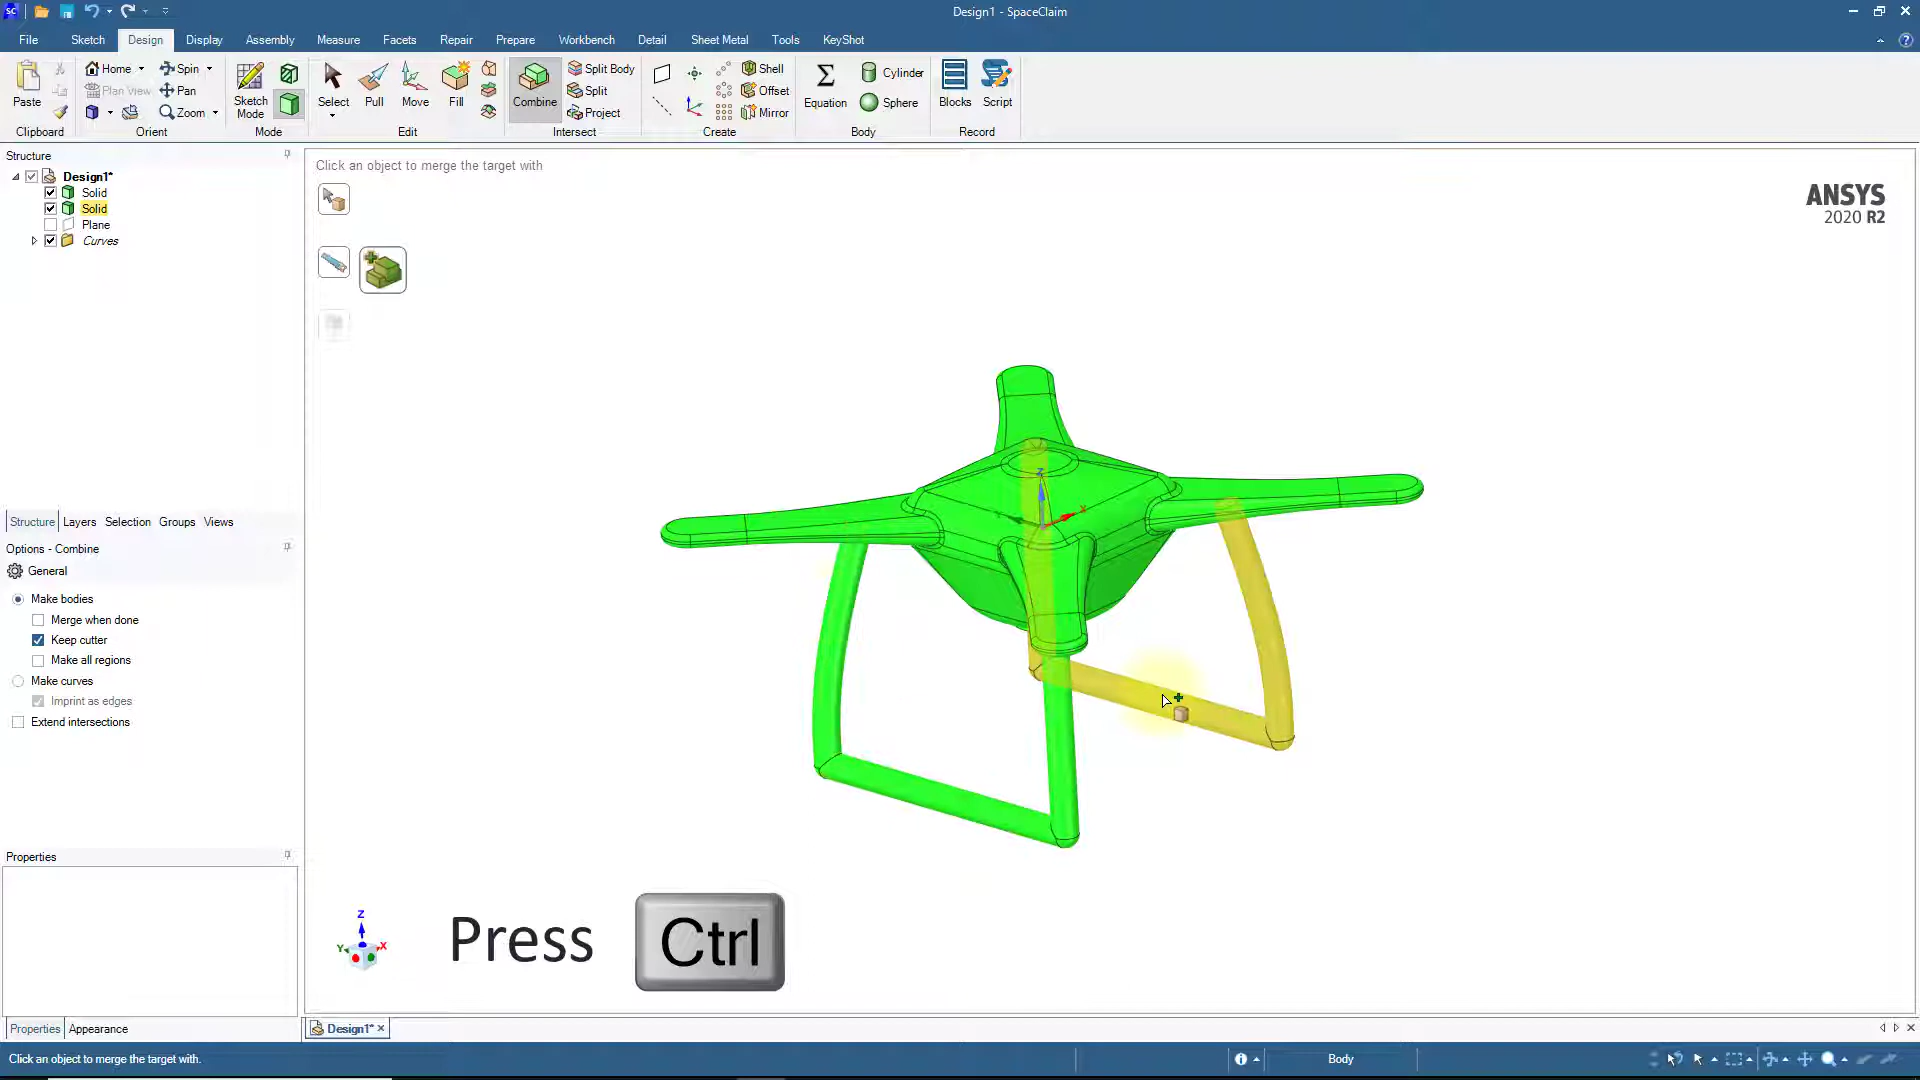 SC
Design1 - SpaceClaim
File Sketch Design Display Assembly Measure Facets Repair Prepare Workbench Detail Sheet Metal Tools KeyShot
Paste
Home
Plan View
Spin
Pan
Zoom
Sketch
Mode
Select
Pull
Move
Fill
Combine
Split Body
Split
Project
Shell
Offset
Mirror
Equation
Cylinder
Sphere
Blocks
Script
Clipboard Orient Mode Edit Intersect Create Body Record
Structure
Design1*
Solid
Solid
Plane
Curves
Click an object to merge the target with
ANSYS
2020 R2
Z
X
Structure Layers Selection Groups Views
Options - Combine
General
Make bodies
Merge when done
Keep cutter
Make all regions
Make curves
Imprint as edges
Extend intersections
Properties
Z
Y
X
Press Ctrl
Properties Appearance
Design1*
Click an object to merge the target with.
Body